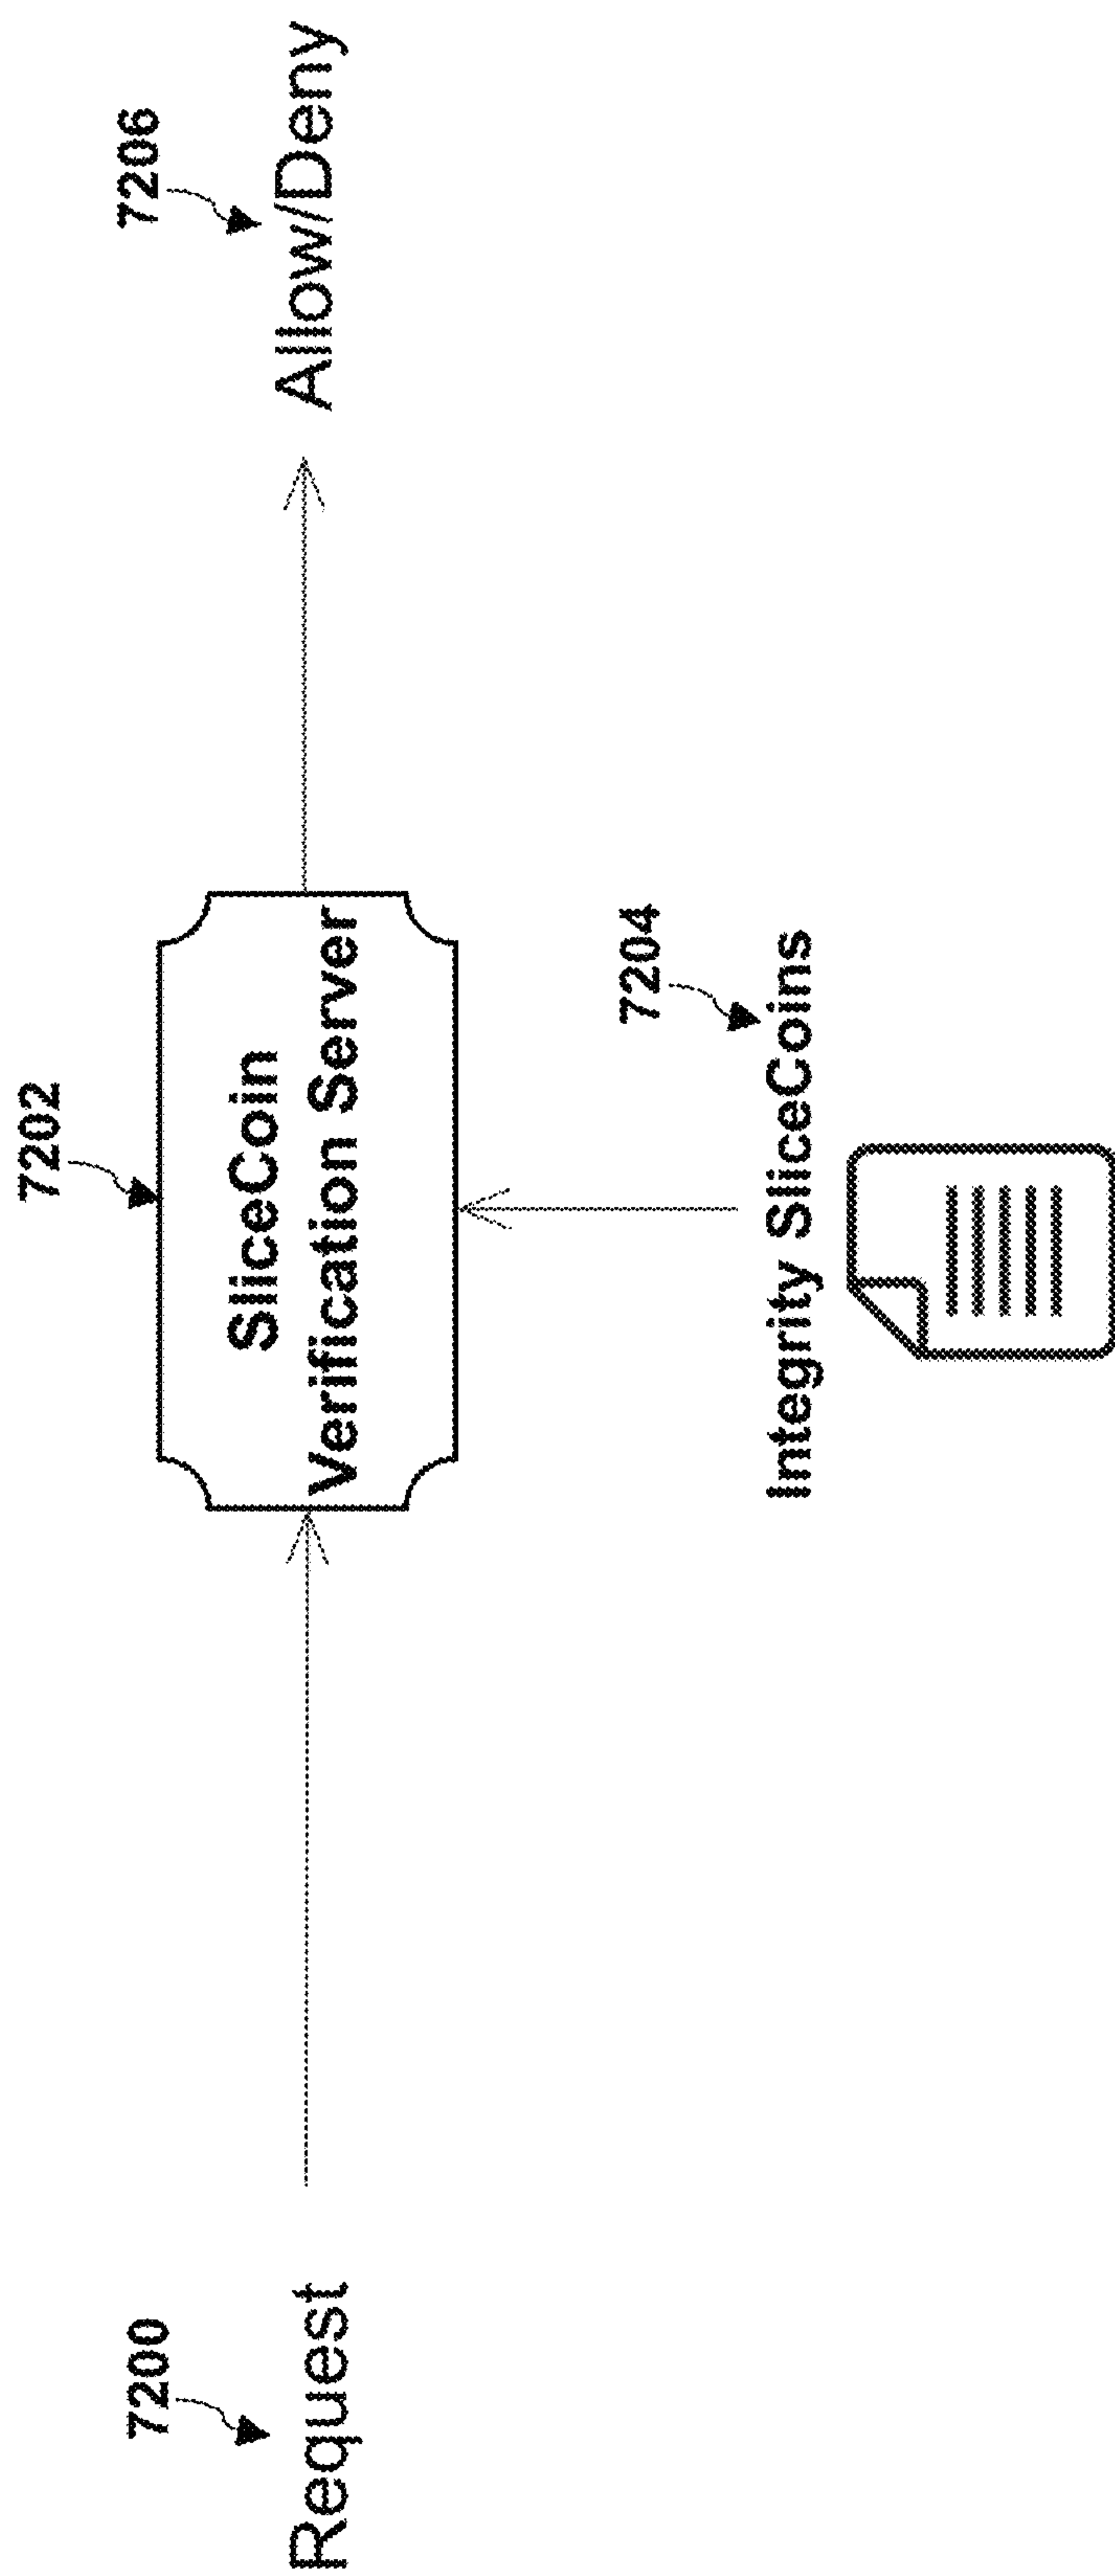 7200
Request
7202
SliceCoin
Verification Server
7204
Integrity SliceCoins
7206
Allow/Deny